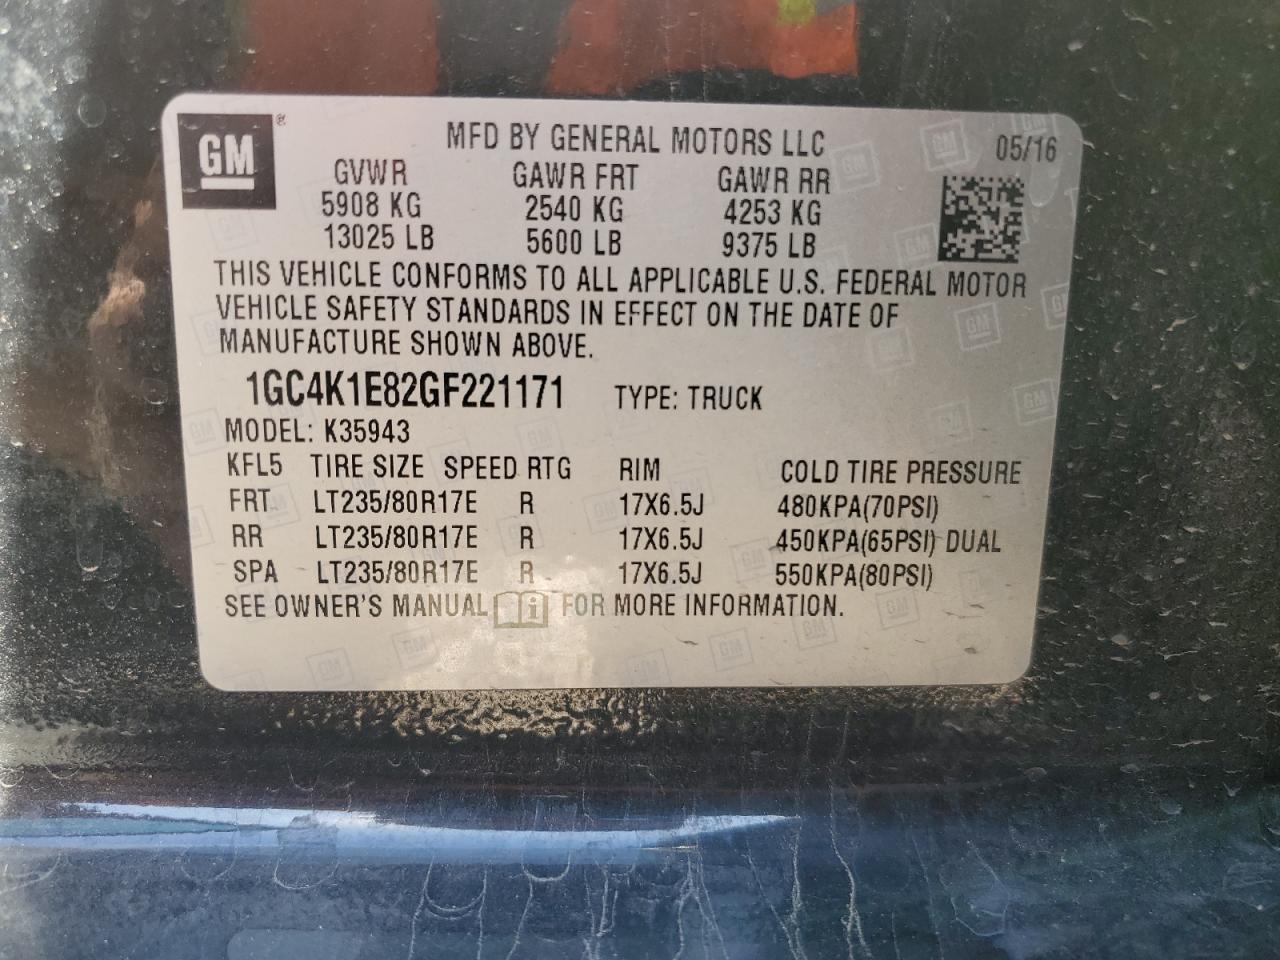 GM®
MFD BY GENERAL MOTORS LLC 05/16
GVWR GAWR FRT GAWR RR
5908 KG 2540 KG 4253 KG
13025 LB 5600 LB 9375 LB
THIS VEHICLE CONFORMS TO ALL APPLICABLE U.S. FEDERAL MOTOR
VEHICLE SAFETY STANDARDS IN EFFECT ON THE DATE OF
MANUFACTURE SHOWN ABOVE.
1GC4K1E82GF221171 TYPE: TRUCK
MODEL: K35943
KFL5 TIRE SIZE SPEED RTG RIM COLD TIRE PRESSURE
FRT LT235/80R17E R 17X6.5J 480KPA(70PSI)
RR LT235/80R17E R 17X6.5J 450KPA(65PSI) DUAL
SPA LT235/80R17E R 17X6.5J 550KPA(80PSI)
SEE OWNER'S MANUAL i FOR MORE INFORMATION.